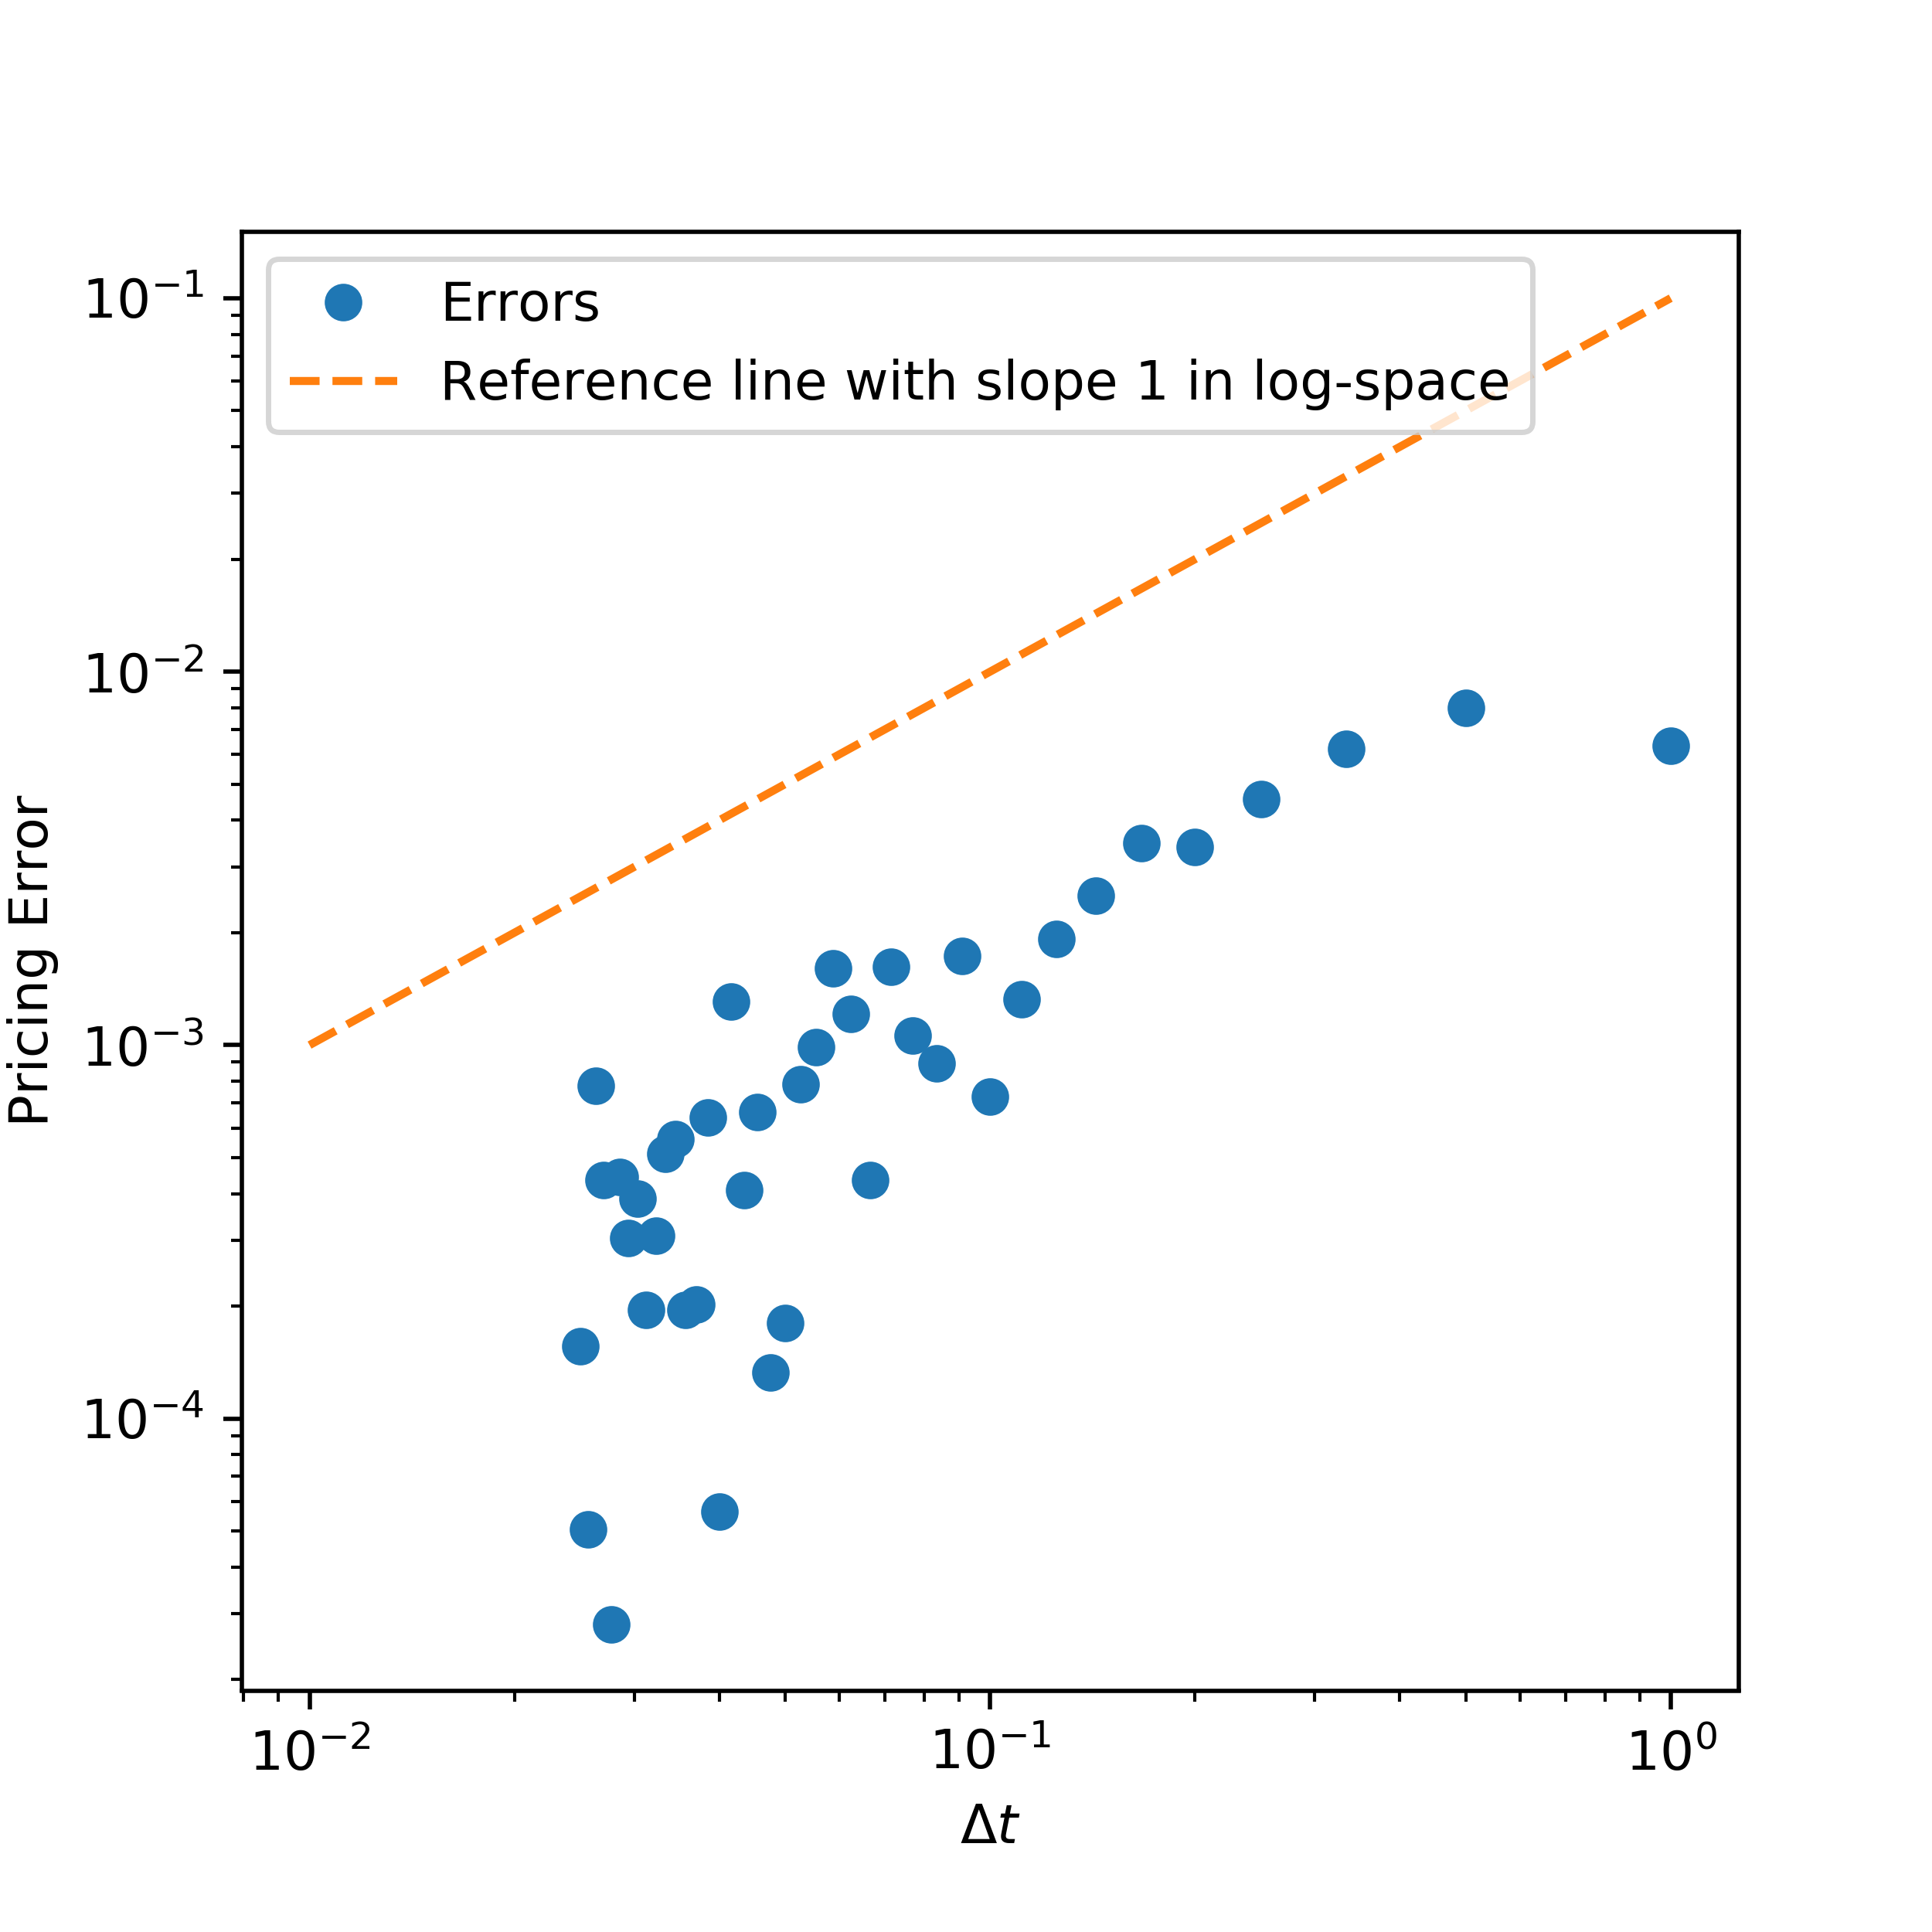 Errors
Reference line with slope 1 in log-space
10⁻¹
10⁻²
10⁻³
10⁻⁴
Pricing Error
10⁻² 10⁻¹ 10⁰
Δt